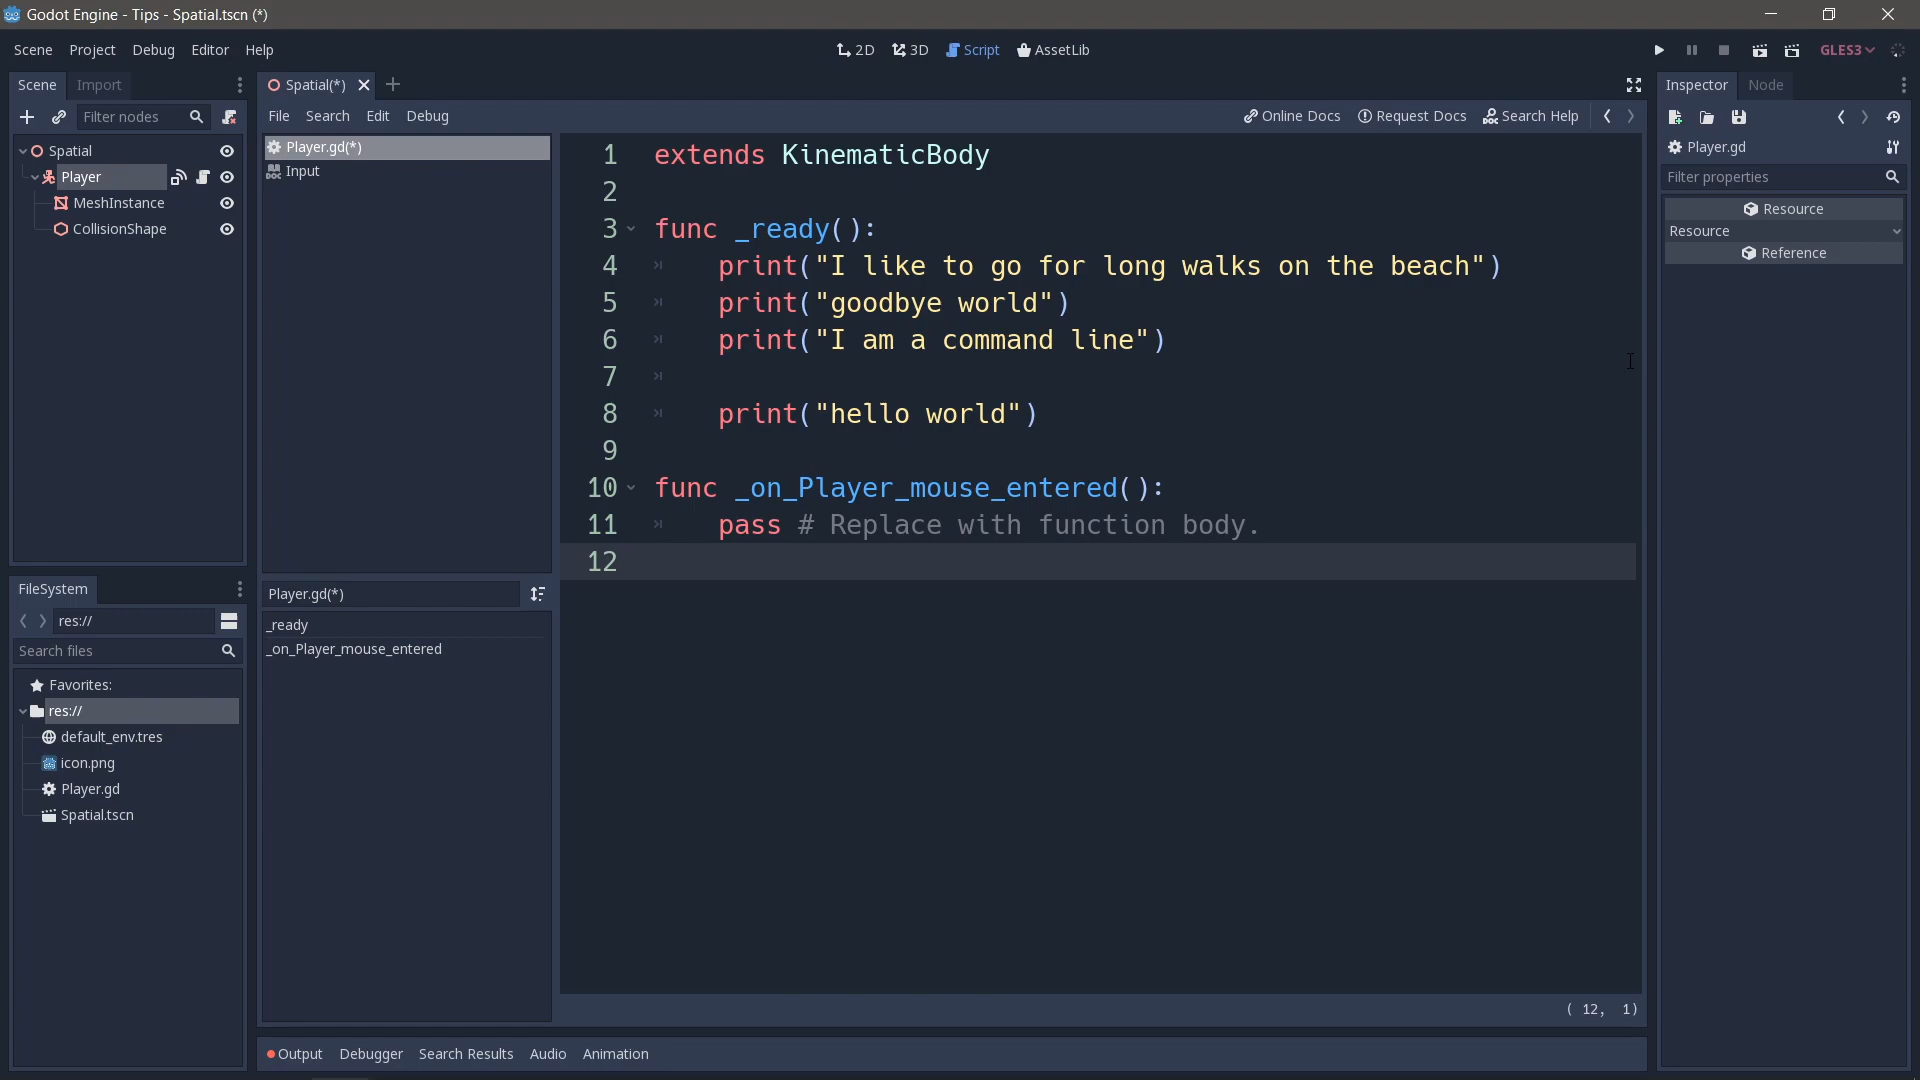 Godot Engine - Tips - Spatial.tscn (*)
Scene Project Debug Editor Help
2D 3D Script AssetLib
GLES3
Scene Import
Filter nodes
Spatial
Player
MeshInstance
CollisionShape
FileSystem
res://
Search files
Favorites:
res://
default_env.tres
icon.png
Player.gd
Spatial.tscn
Spatial(*)
File Search Edit Debug
Online Docs Request Docs Search Help
Player.gd(*)
Input
Player.gd(*)
_ready
_on_Player_mouse_entered
1 extends KinematicBody
2
3 func _ready():
4 print("I like to go for long walks on the beach")
5 print("goodbye world")
6 print("I am a command line")
7
8 print("hello world")
9
10 func _on_Player_mouse_entered():
11 pass # Replace with function body.
12
( 12, 1)
Output Debugger Search Results Audio Animation
Inspector Node
Player.gd
Filter properties
Resource
Resource
Reference